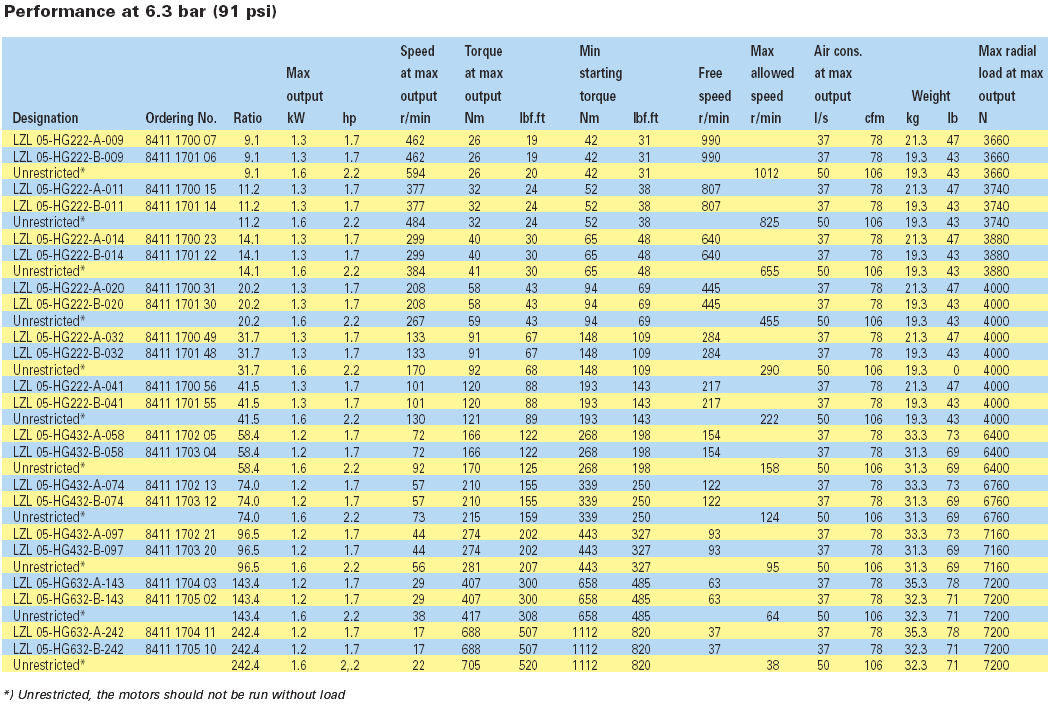 Performance at 6.3 bar (91 psi)
Speed Torque Min Max Air cons. Max radial
Max at max at max starting Free allowed at max load at max
output output output torque speed speed output Weight output
Designation Ordering No. Ratio kW hp r/min Nm lbf.ft Nm lbf.ft r/min r/min l/s cfm kg lb N
LZL 05-HG222-A-009 8411 1700 07 9.1 1.3 1.7 462 26 19 42 31 990 37 78 21.3 47 3660
LZL 05-HG222-B-009 8411 1701 06 9.1 1.3 1.7 462 26 19 42 31 990 37 78 19.3 43 3660
Unrestricted* 9.1 1.6 2.2 594 26 20 42 31 1012 50 106 19.3 43 3660
LZL 05-HG222-A-011 8411 1700 15 11.2 1.3 1.7 377 32 24 52 38 807 37 78 21.3 47 3740
LZL 05-HG222-B-011 8411 1701 14 11.2 1.3 1.7 377 32 24 52 38 807 37 78 19.3 43 3740
Unrestricted* 11.2 1.6 2.2 484 32 24 52 38 825 50 106 19.3 43 3740
LZL 05-HG222-A-014 8411 1700 23 14.1 1.3 1.7 299 40 30 65 48 640 37 78 21.3 47 3880
LZL 05-HG222-B-014 8411 1701 22 14.1 1.3 1.7 299 40 30 65 48 640 37 78 19.3 43 3880
Unrestricted* 14.1 1.6 2.2 384 41 30 65 48 655 50 106 19.3 43 3880
LZL 05-HG222-A-020 8411 1700 31 20.2 1.3 1.7 208 58 43 94 69 445 37 78 21.3 47 4000
LZL 05-HG222-B-020 8411 1701 30 20.2 1.3 1.7 208 58 43 94 69 445 37 78 19.3 43 4000
Unrestricted* 20.2 1.6 2.2 267 59 43 94 69 455 50 106 19.3 43 4000
LZL 05-HG222-A-032 8411 1700 49 31.7 1.3 1.7 133 91 67 148 109 284 37 78 21.3 47 4000
LZL 05-HG222-B-032 8411 1701 48 31.7 1.3 1.7 133 91 67 148 109 284 37 78 19.3 43 4000
Unrestricted* 31.7 1.6 2.2 170 92 68 148 109 290 50 106 19.3 0 4000
LZL 05-HG222-A-041 8411 1700 56 41.5 1.3 1.7 101 120 88 193 143 217 37 78 21.3 47 4000
LZL 05-HG222-B-041 8411 1701 55 41.5 1.3 1.7 101 120 88 193 143 217 37 78 19.3 43 4000
Unrestricted* 41.5 1.6 2.2 130 121 89 193 143 222 50 106 19.3 43 4000
LZL 05-HG432-A-058 8411 1702 05 58.4 1.2 1.7 72 166 122 268 198 154 37 78 33.3 73 6400
LZL 05-HG432-B-058 8411 1703 04 58.4 1.2 1.7 72 166 122 268 198 154 37 78 31.3 69 6400
Unrestricted* 58.4 1.6 2.2 92 170 125 268 198 158 50 106 31.3 69 6400
LZL 05-HG432-A-074 8411 1702 13 74.0 1.2 1.7 57 210 155 339 250 122 37 78 33.3 73 6760
LZL 05-HG432-B-074 8411 1703 12 74.0 1.2 1.7 57 210 155 339 250 122 37 78 31.3 69 6760
Unrestricted* 74.0 1.6 2.2 73 215 159 339 250 124 50 106 31.3 69 6760
LZL 05-HG432-A-097 8411 1702 21 96.5 1.2 1.7 44 274 202 443 327 93 37 78 33.3 73 7160
LZL 05-HG432-B-097 8411 1703 20 96.5 1.2 1.7 44 274 202 443 327 93 37 78 31.3 69 7160
Unrestricted* 96.5 1.6 2.2 56 281 207 443 327 95 50 106 31.3 69 7160
LZL 05-HG632-A-143 8411 1704 03 143.4 1.2 1.7 29 407 300 658 485 63 37 78 35.3 78 7200
LZL 05-HG632-B-143 8411 1705 02 143.4 1.2 1.7 29 407 300 658 485 63 37 78 32.3 71 7200
Unrestricted* 143.4 1.6 2.2 38 417 308 658 485 64 50 106 32.3 71 7200
LZL 05-HG632-A-242 8411 1704 11 242.4 1.2 1.7 17 688 507 1112 820 37 37 78 35.3 78 7200
LZL 05-HG632-B-242 8411 1705 10 242.4 1.2 1.7 17 688 507 1112 820 37 37 78 32.3 71 7200
Unrestricted* 242.4 1.6 2,.2 22 705 520 1112 820 38 50 106 32.3 71 7200
*) Unrestricted, the motors should not be run without load